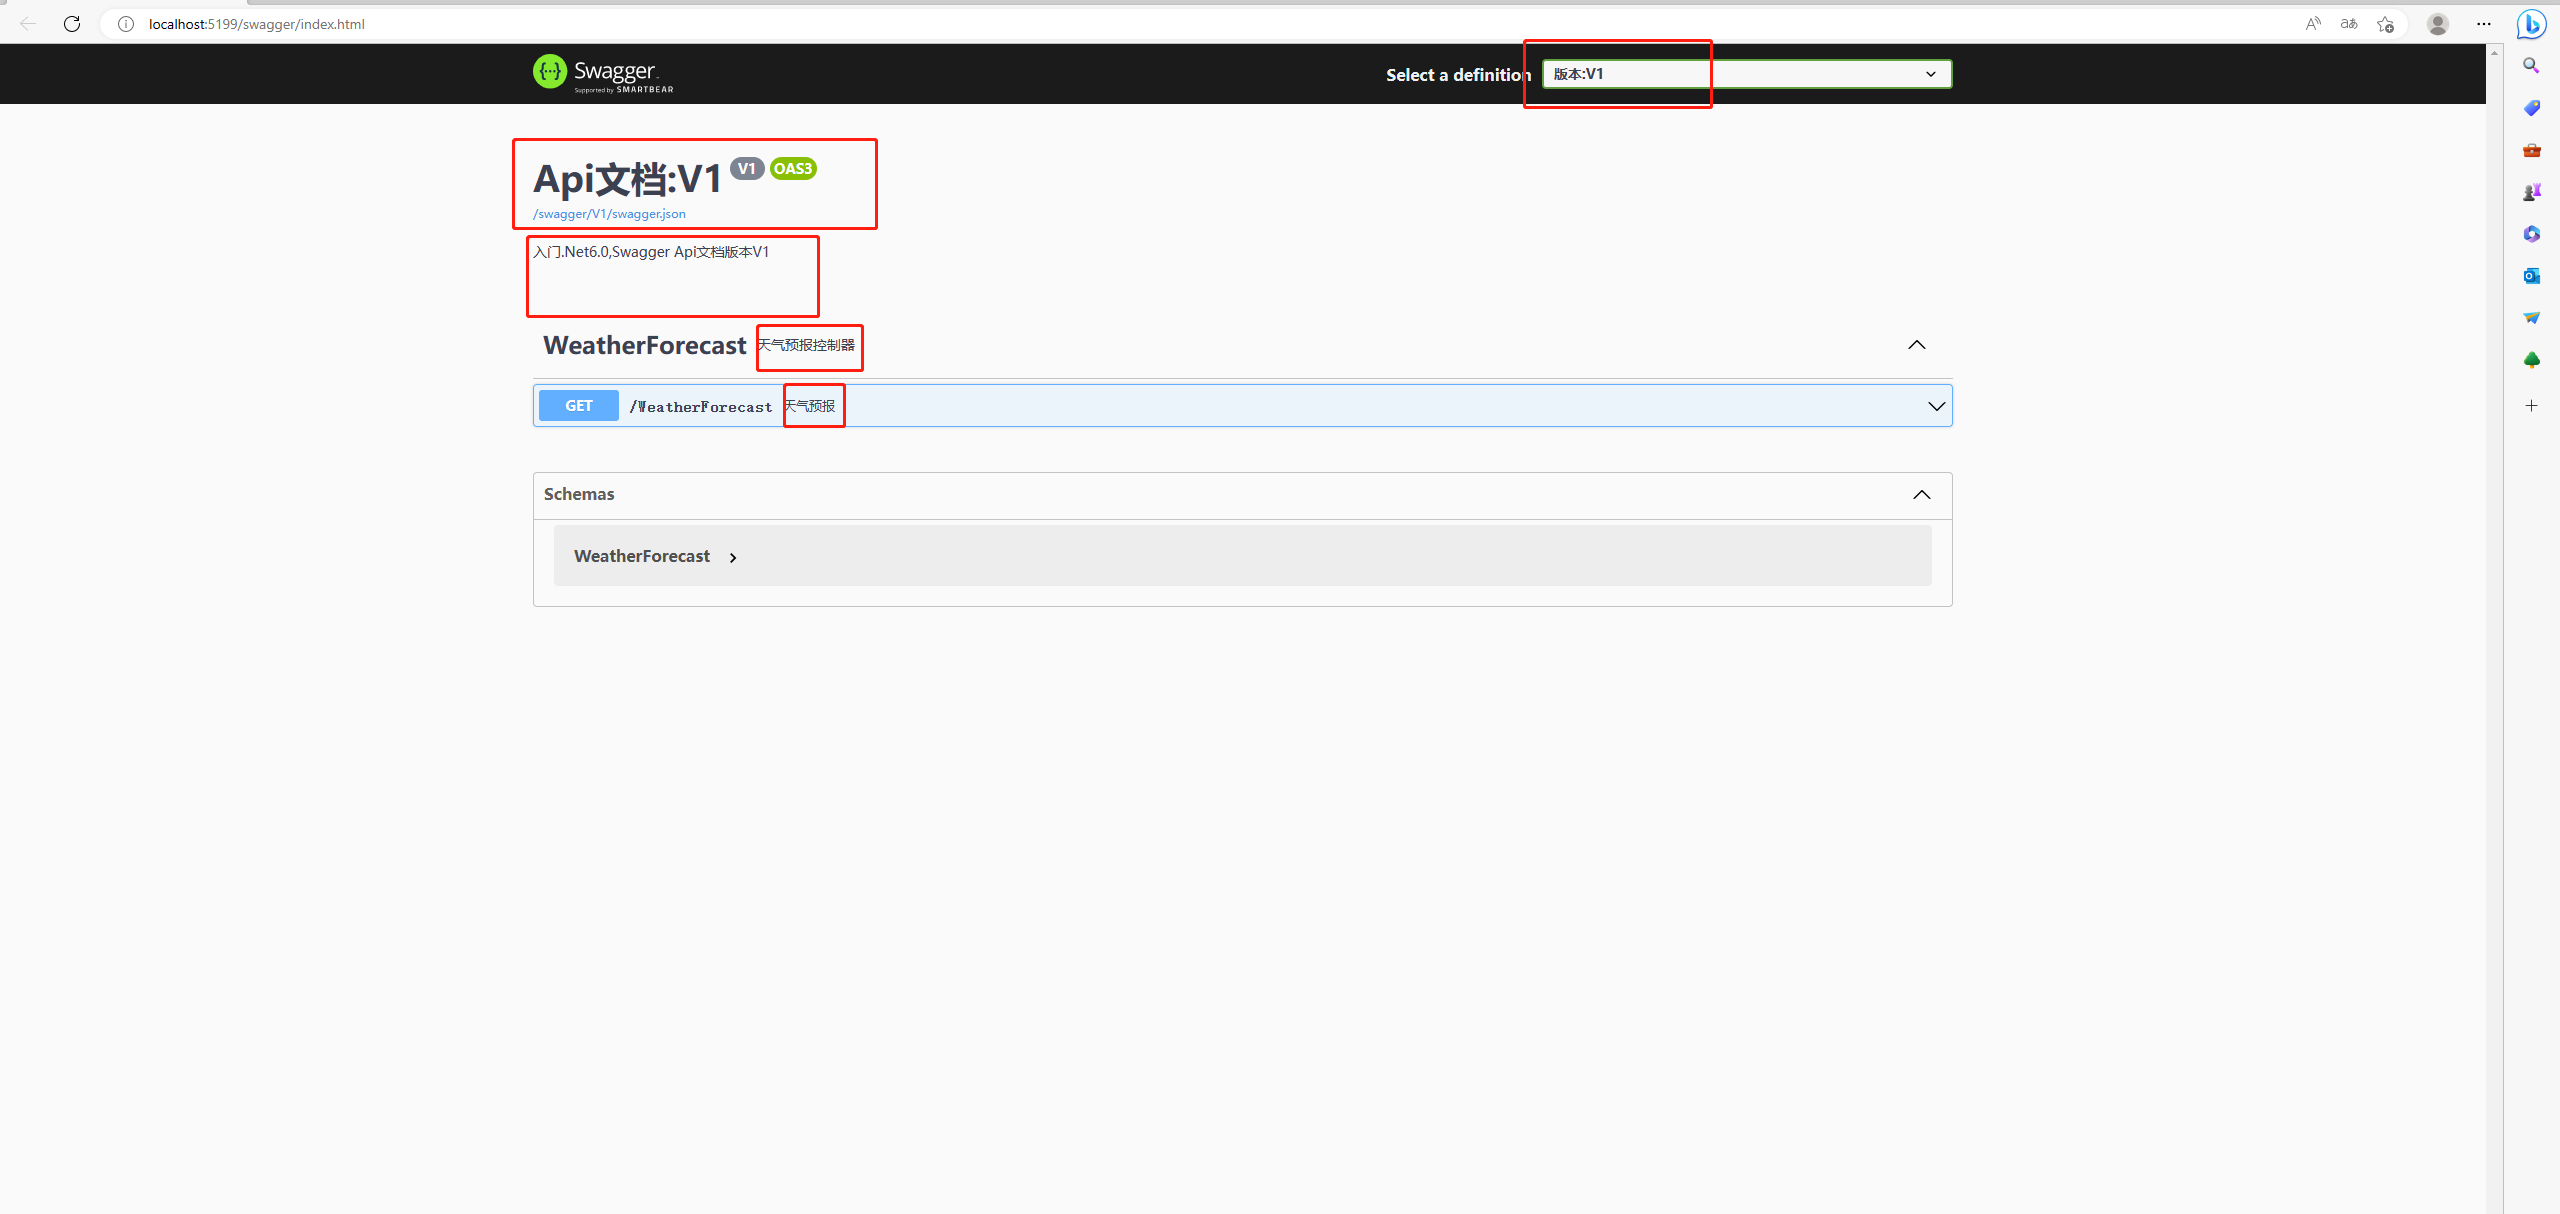 localhost:5199/swagger/index.html
Swagger
Supported by SMARTBEAR
Select a definition
版本:V1
Api文档:V1 V1 OAS3
/swagger/V1/swagger.json
入门.Net6.0,Swagger Api文档版本V1
WeatherForecast 天气预报控制器
GET /WeatherForecast 天气预报
Schemas
WeatherForecast